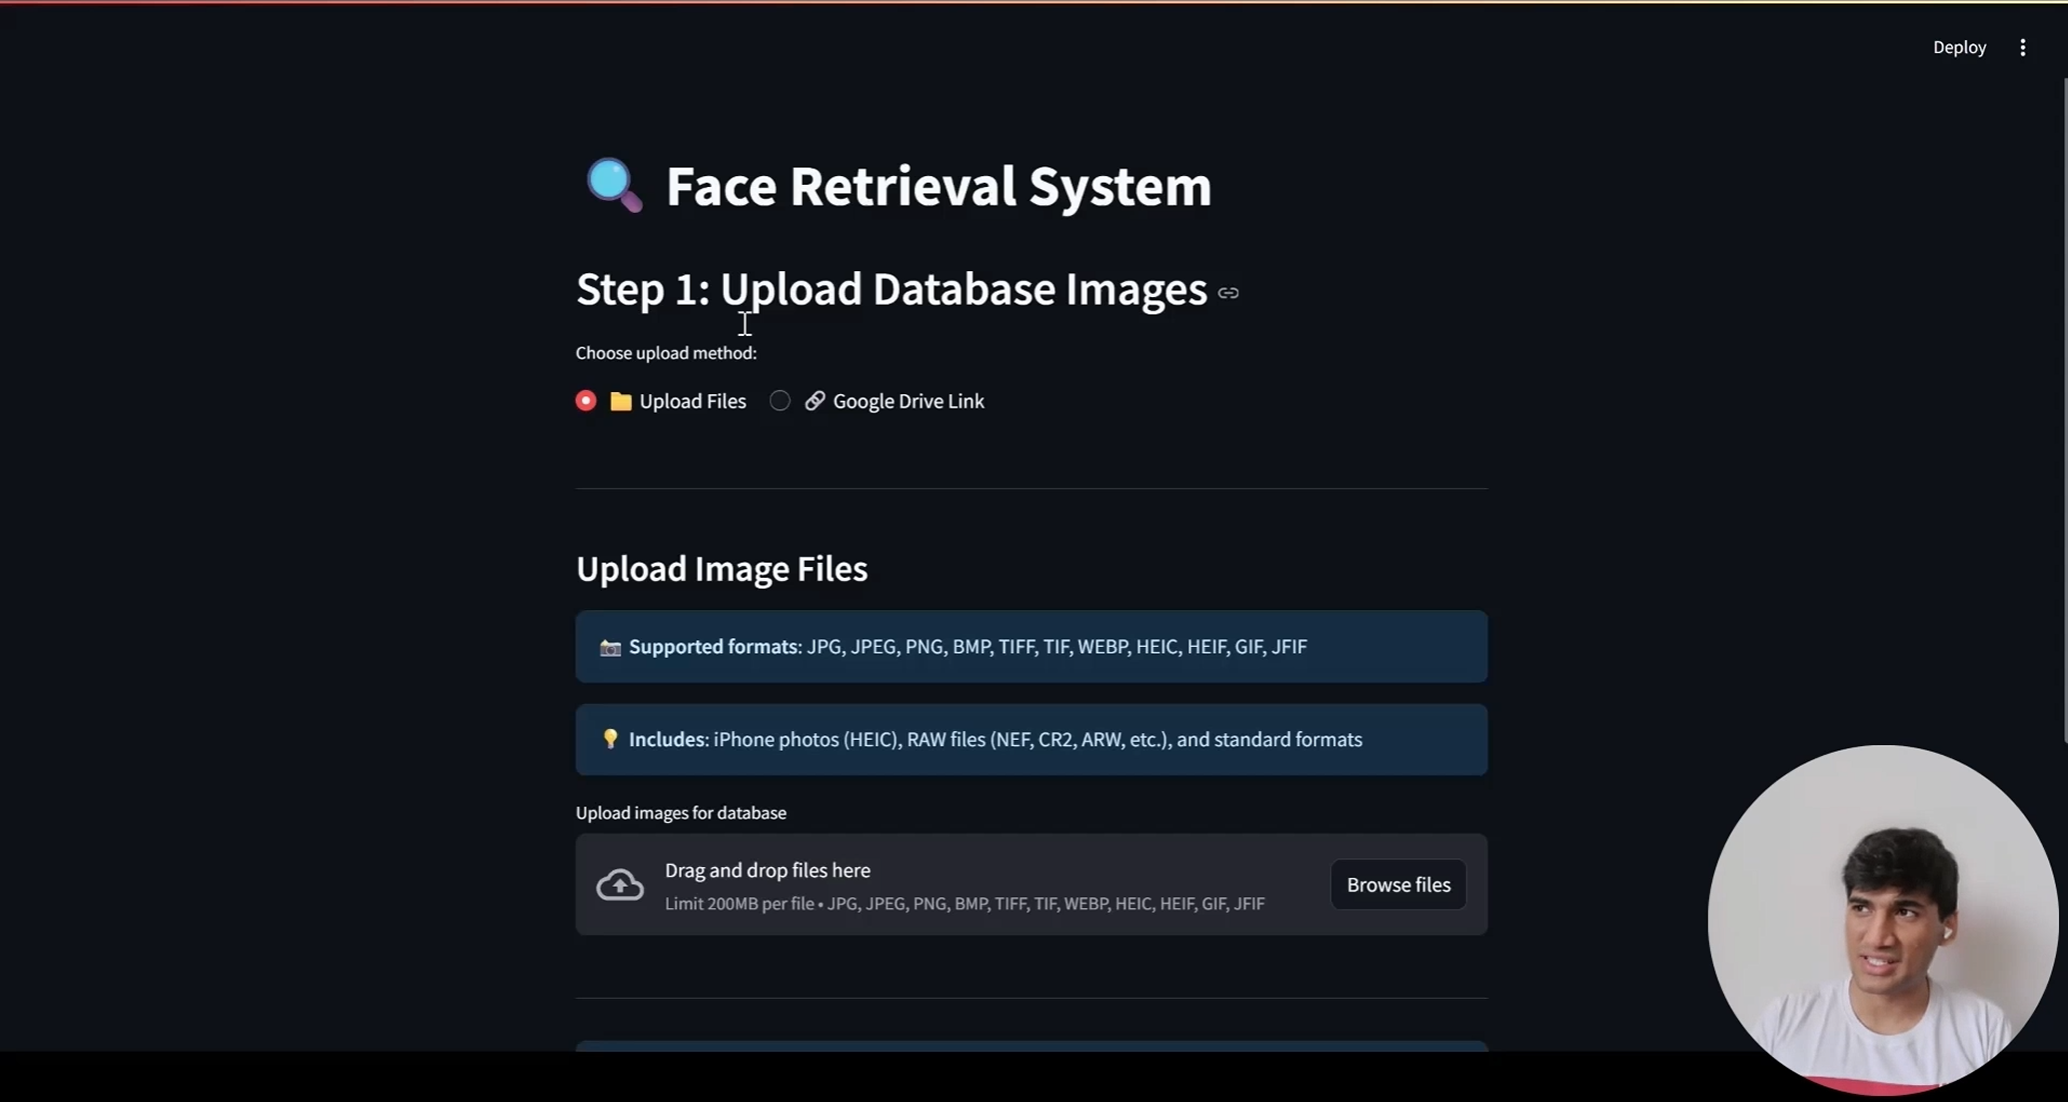 Deploy
Face Retrieval System
Step 1: Upload Database Images
Choose upload method:
Upload Files Google Drive Link
Upload Image Files
Supported formats: JPG, JPEG, PNG, BMP, TIFF, TIF, WEBP, HEIC, HEIF, GIF, JFIF
Includes: iPhone photos (HEIC), RAW files (NEF, CR2, ARW, etc.), and standard formats
Upload images for database
Drag and drop files here
Limit 200MB per file • JPG, JPEG, PNG, BMP, TIFF, TIF, WEBP, HEIC, HEIF, GIF, JFIF
Browse files